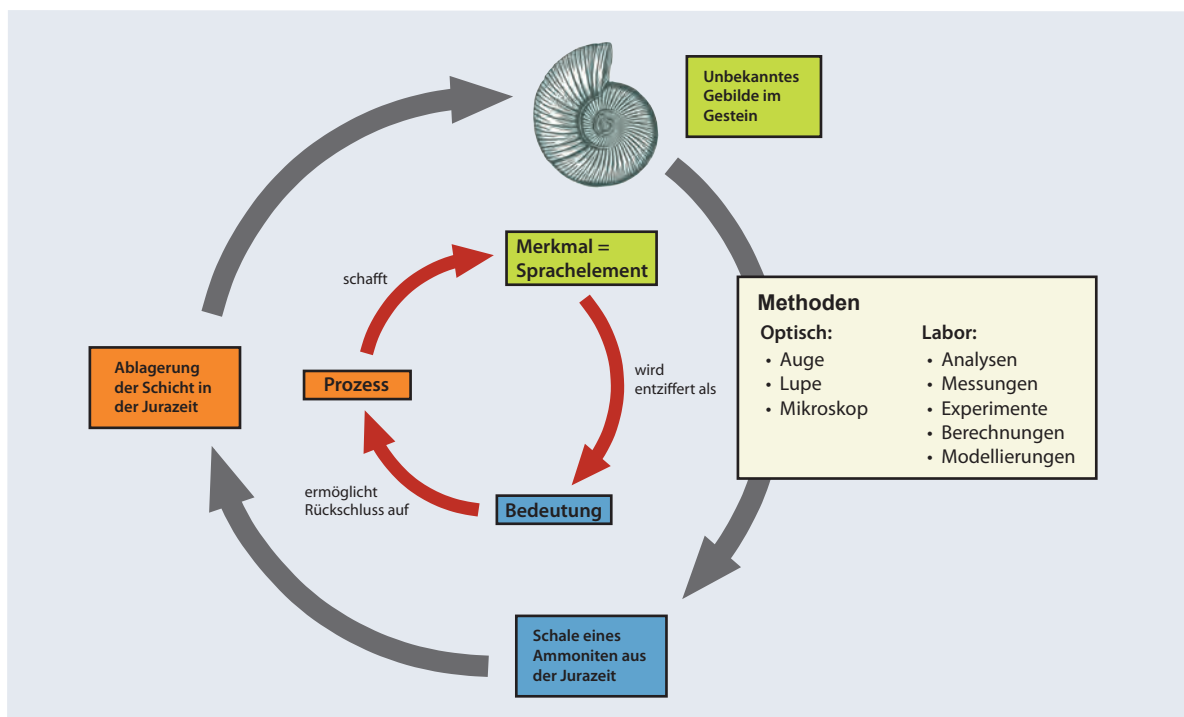 Unbekanntes
Gebilde im
Gestein
Merkmal =
Sprachelement
schafft
Methoden
Optisch:
• Auge
• Lupe
• Mikroskop
Labor:
• Analysen
• Messungen
• Experimente
• Berechnungen
• Modellierungen
Ablagerung
der Schicht in
der Jurazeit
Prozess
wird
entziffert als
ermöglicht
Rückschluss auf
Bedeutung
Schale eines
Ammoniten aus
der Jurazeit